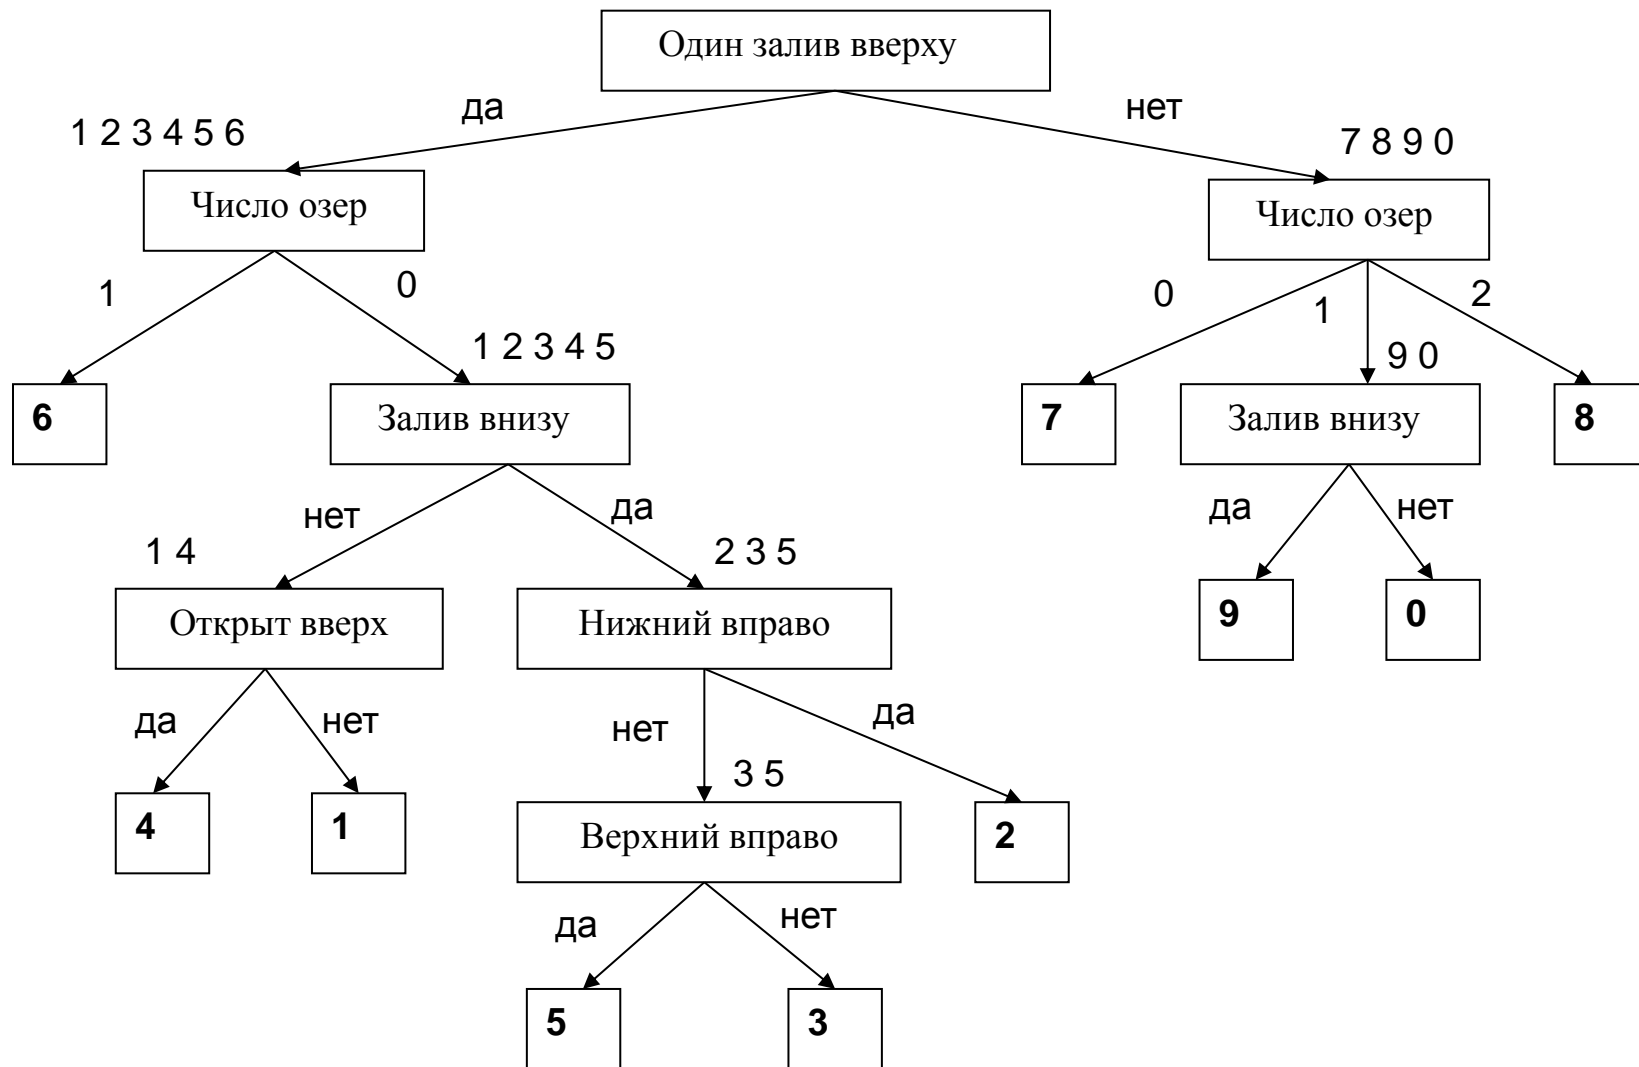 Один залив вверху
да
нет
1 2 3 4 5 6
7 8 9 0
Число озер
Число озер
1
0
0
1
2
1 2 3 4 5
9 0
6
Залив внизу
7
Залив внизу
8
нет
да
да
нет
1 4
2 3 5
Открыт вверх
Нижний вправо
9
0
да
нет
нет
да
3 5
4
1
Верхний вправо
2
да
нет
5
3